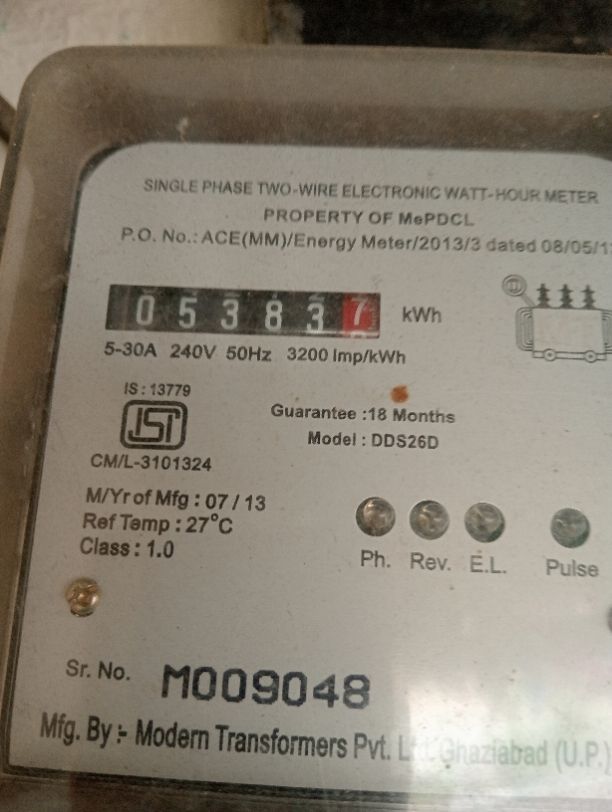 SINGLE PHASE TWO-WIRE ELECTRONIC WATT-HOUR METER
PROPERTY OF MePDCL
P.O. No.: ACE(MM)/Energy Meter/2013/3 dated 08/05/1
053837 kWh
5-30A 240V 50Hz 3200 Imp/kWh
IS : 13779
ISI
CM/L-3101324
Guarantee :18 Months
Model : DDS26D
M/Yr of Mfg : 07 / 13
Ref Temp : 27°C
Class : 1.0
Ph. Rev. E.L. Pulse
Sr. No. M009048
Mfg. By :- Modern Transformers Pvt. Ltd. Ghaziabad (U.P.)